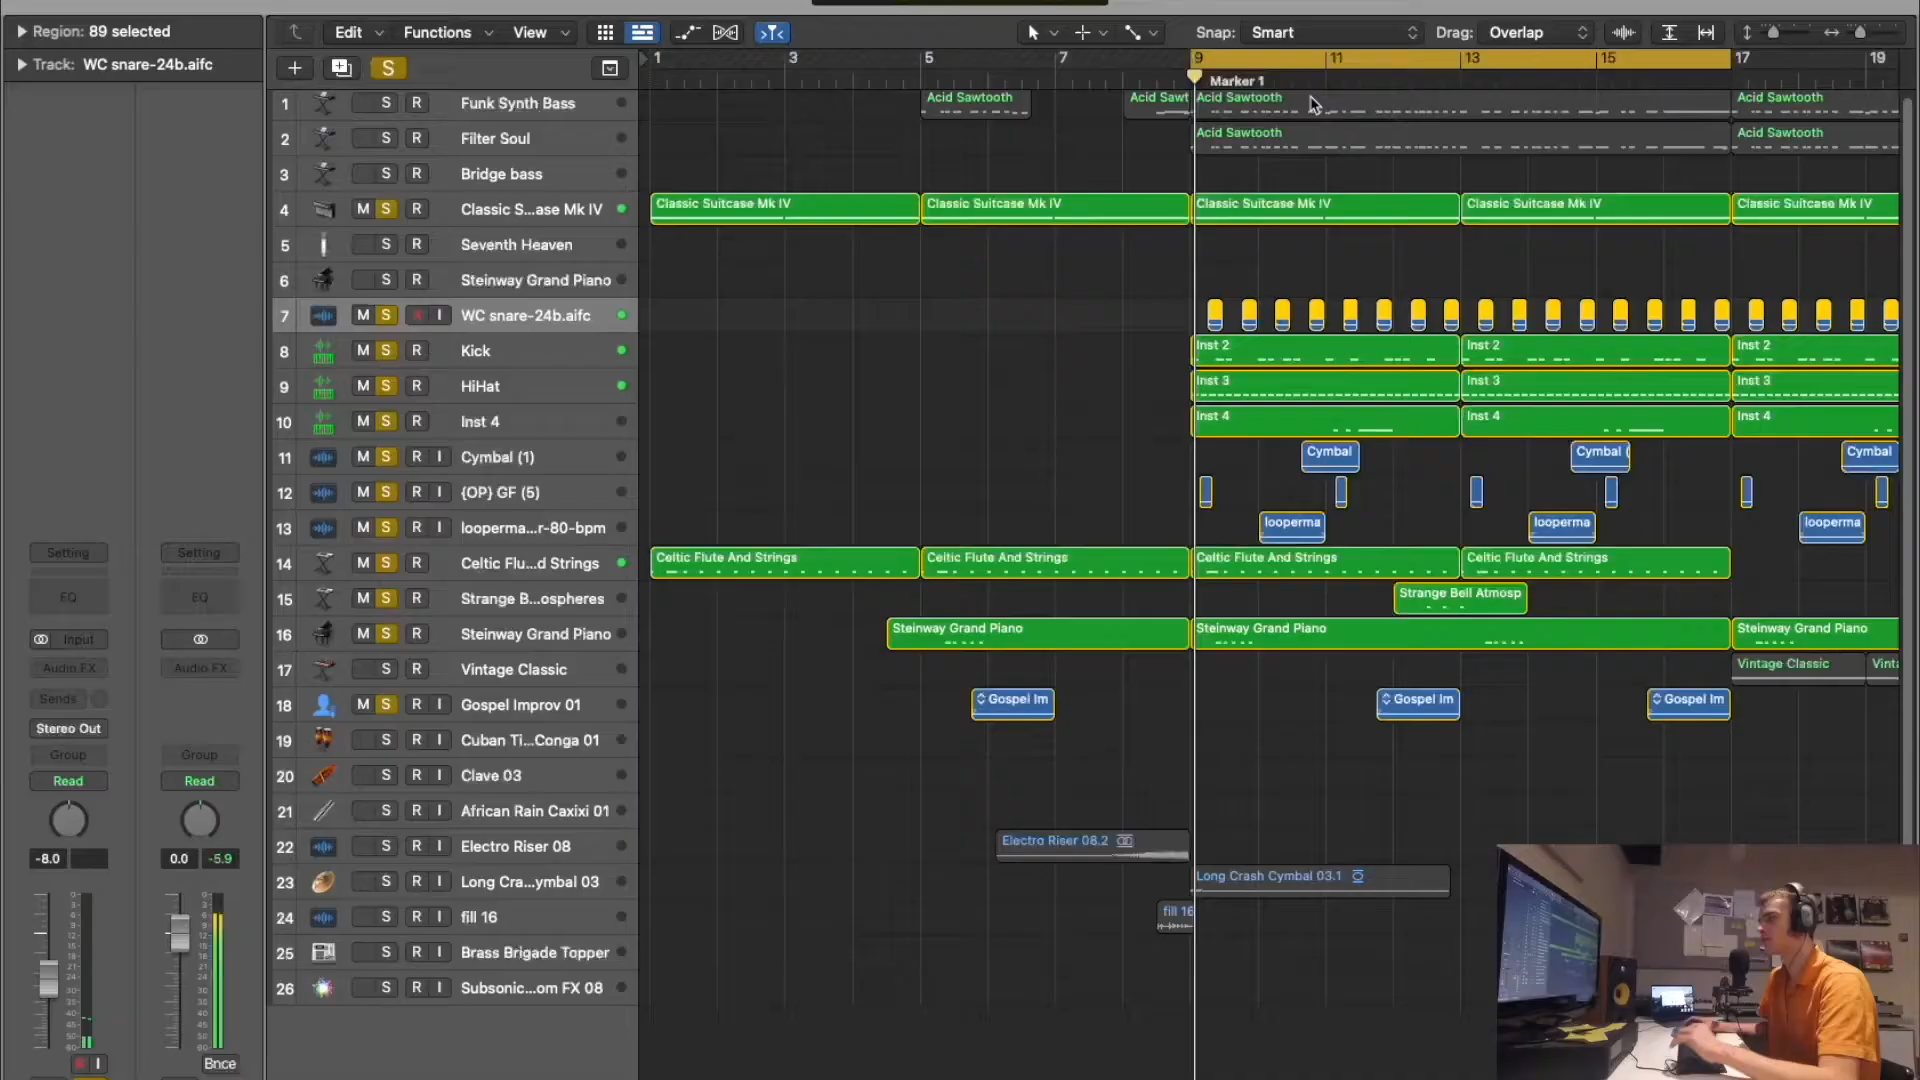 Region: 89 selected
Edit Functions View Snap: Smart Drag: Overlap
Track: WC snare-24b.aifc
S 1 3 5 7 9 11 13 15 17 19
Marker 1
1 S R Funk Synth Bass Acid Sawtooth Acid Sawt Acid Sawtooth Acid Sawtooth
2 S R Filter Soul Acid Sawtooth Acid Sawtooth
3 S R Bridge bass
4 M S R Classic S...ase Mk IV Classic Suitcase Mk IV Classic Suitcase Mk IV Classic Suitcase Mk IV Classic Suitcase Mk IV Classic Suitcase Mk IV
5 S R Seventh Heaven
6 S R Steinway Grand Piano
7 M S R I WC snare-24b.aifc
8 M S R Kick Inst 2 Inst 2 Inst 2
9 M S R HiHat Inst 3 Inst 3 Inst 3
10 M S R Inst 4 Inst 4 Inst 4 Inst 4
11 M S R I Cymbal (1) Cymbal Cymbal ( Cymbal
12 M S R I {OP} GF (5)
13 M S R I looperma...r-80-bpm looperma looperma looperma
14 M S R Celtic Flu...d Strings Celtic Flute And Strings Celtic Flute And Strings Celtic Flute And Strings Celtic Flute And Strings
15 M S R Strange B...ospheres Strange Bell Atmosp
16 M S R Steinway Grand Piano Steinway Grand Piano Steinway Grand Piano Steinway Grand Piano
17 S R Vintage Classic Vintage Classic Vinta
18 M S R I Gospel Improv 01 Gospel Im Gospel Im Gospel Im
19 S R I Cuban Ti...Conga 01
20 S R I Clave 03
21 S R I African Rain Caxixi 01
22 S R I Electro Riser 08 Electro Riser 08.2
23 S R I Long Cra...ymbal 03 Long Crash Cymbal 03.1
24 S R I fill 16 fill 16
25 S R I Brass Brigade Topper
26 S R I Subsonic...om FX 08
Setting Setting
EQ EQ
Input
Audio FX Audio FX
Sends
Stereo Out
Group Group
Read Read
-8.0 0.0 -5.9
I Bnce